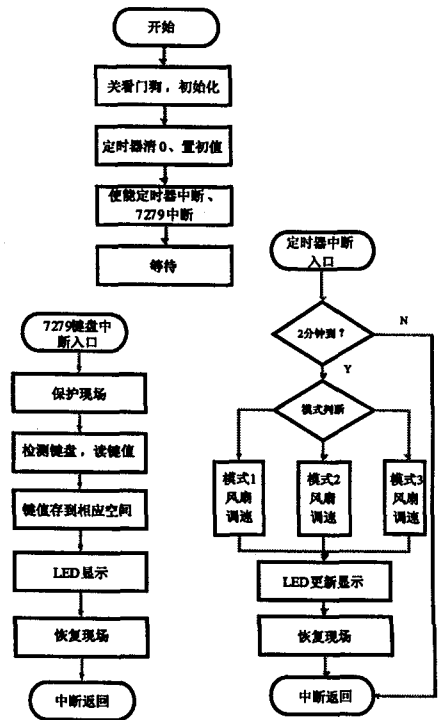 开始
关看门狗，初始化
定时器清0、置初值
使能定时器中断、
7279中断
等待
7279键盘中
断入口
保护现场
检测键盘，读键值
键值存到相应空间
LED显示
恢复现场
中断返回
定时器中断
入口
2分钟到？
N
Y
模式判断
模式1
风扇
调速
模式2
风扇
调速
模式3
风扇
调速
LED更新显示
恢复现场
中断返回